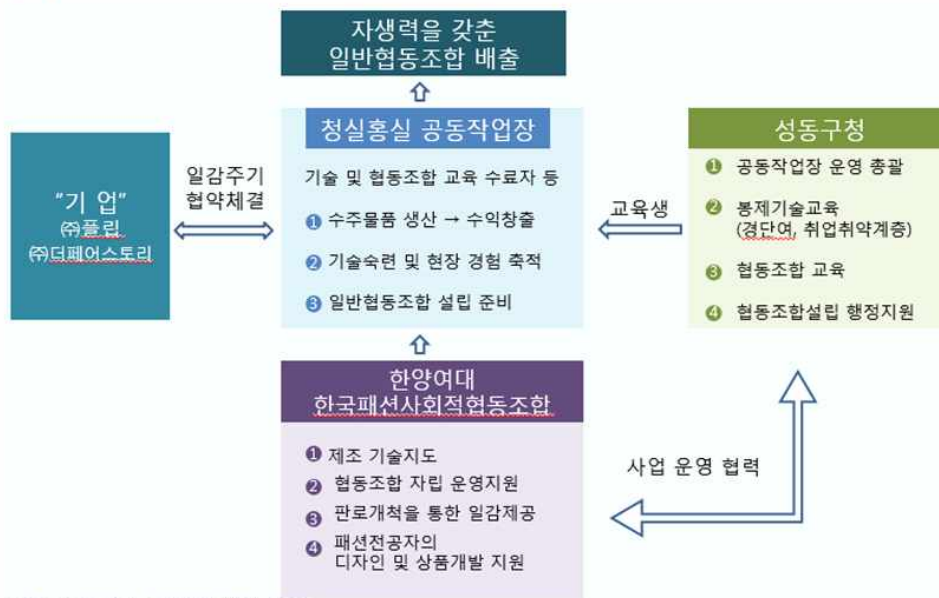 자생력을 갖춘
일반협동조합 배출
청실홍실 공동작업장
기술 및 협동조합 교육 수료자 등
❶ 수주물품 생산 → 수익창출
❷ 기술숙련 및 현장 경험 축적
❸ 일반협동조합 설립 준비
"기 업"
㈜플립
㈜더페어스토리
일감주기
협약체결
교육생
성동구청
❶ 공동작업장 운영 총괄
❷ 봉제기술교육
(경단여, 취업취약계층)
❸ 협동조합 교육
❹ 협동조합설립 행정지원
한양여대
한국패션사회적협동조합
❶ 제조 기술지도
❷ 협동조합 자립 운영지원
❸ 판로개척을 통한 일감제공
❹ 패션전공자의
디자인 및 상품개발 지원
사업 운영 협력